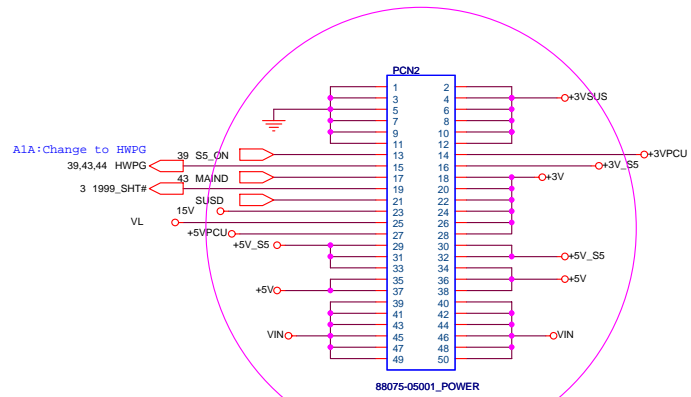 PCN2
1 2
3 4 +3VSUS
5 6
7 8
9 10
11 12
A1A:Change to HWPG
39 S5_ON 13 14 +3VPCU
39,43,44 HWPG 15 16 +3V_S5
43 MAIND 17 18 +3V
3 1999_SHT# 19 20
SUSD 21 22
15V 23 24
VL 25 26
+5VPCU 27 28
+5V_S5 29 30
31 32 +5V_S5
33 34
35 36 +5V
+5V 37 38
39 40
41 42
43 44
VIN 45 46 VIN
47 48
49 50
88075-05001_POWER